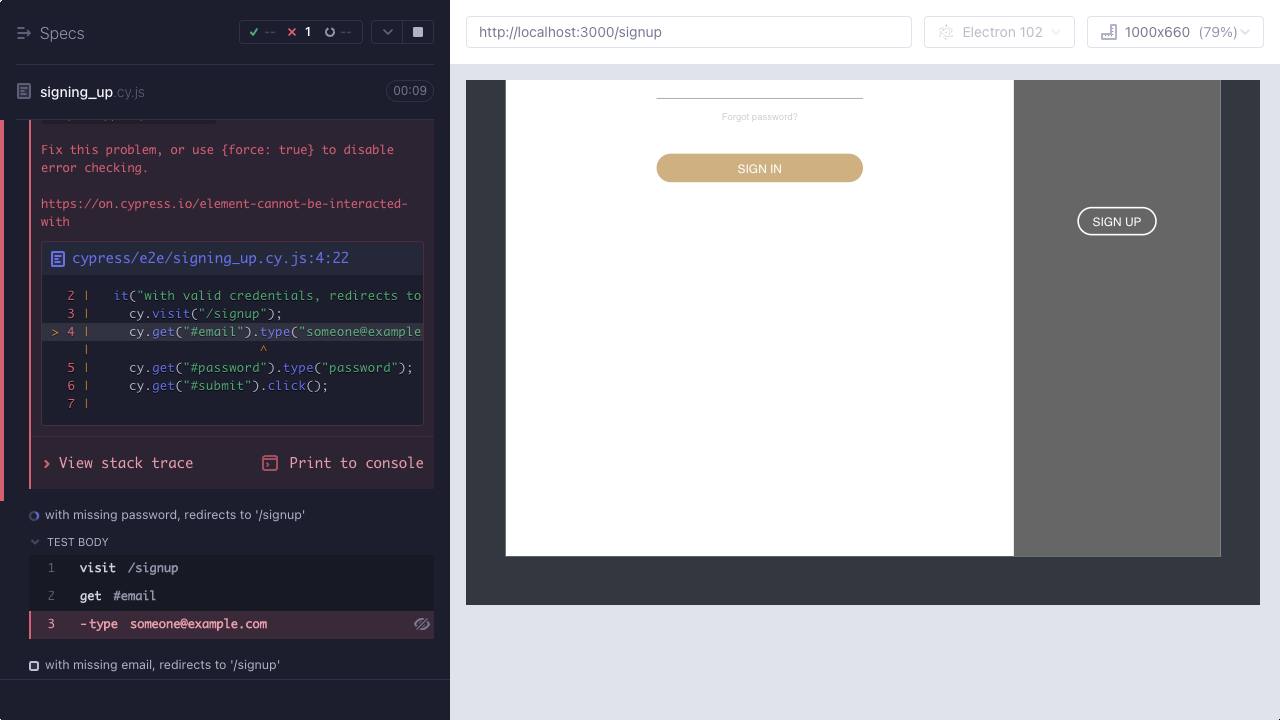 Specs
-- 1 --
signing_up.cy.js
00:09
Fix this problem, or use {force: true} to disable
error checking.
https://on.cypress.io/element-cannot-be-interacted-
with
cypress/e2e/signing_up.cy.js:4:22
2 | it("with valid credentials, redirects to
3 | cy.visit("/signup");
> 4 | cy.get("#email").type("someone@example
| ^
5 | cy.get("#password").type("password");
6 | cy.get("#submit").click();
7 |
View stack trace
Print to console
with missing password, redirects to '/signup'
TEST BODY
1 visit /signup
2 get #email
3 -type someone@example.com
with missing email, redirects to '/signup'
http://localhost:3000/signup
Electron 102
1000x660 (79%)
Forgot password?
SIGN IN
SIGN UP